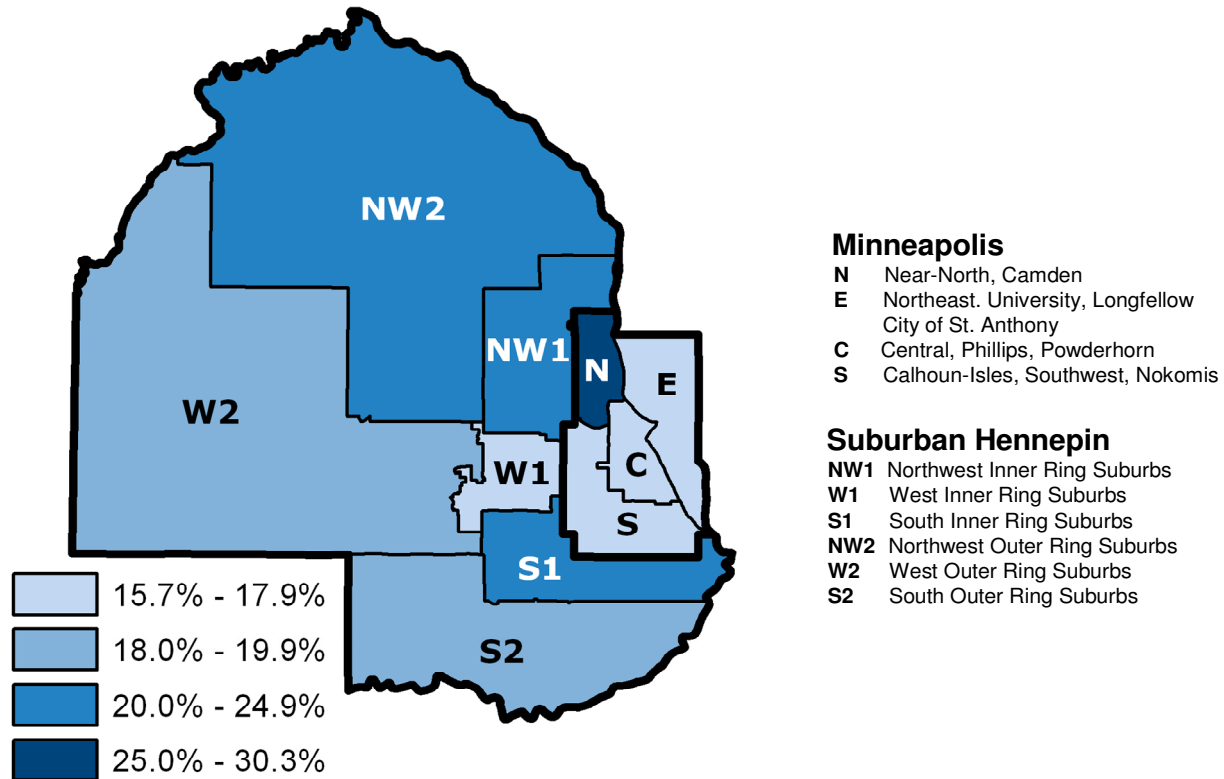 NW2
NW1
N
E
W2
W1
C
S
S1
S2
15.7% - 17.9%
18.0% - 19.9%
20.0% - 24.9%
25.0% - 30.3%
Minneapolis
N Near-North, Camden
E Northeast. University, Longfellow
City of St. Anthony
C Central, Phillips, Powderhorn
S Calhoun-Isles, Southwest, Nokomis
Suburban Hennepin
NW1 Northwest Inner Ring Suburbs
W1 West Inner Ring Suburbs
S1 South Inner Ring Suburbs
NW2 Northwest Outer Ring Suburbs
W2 West Outer Ring Suburbs
S2 South Outer Ring Suburbs